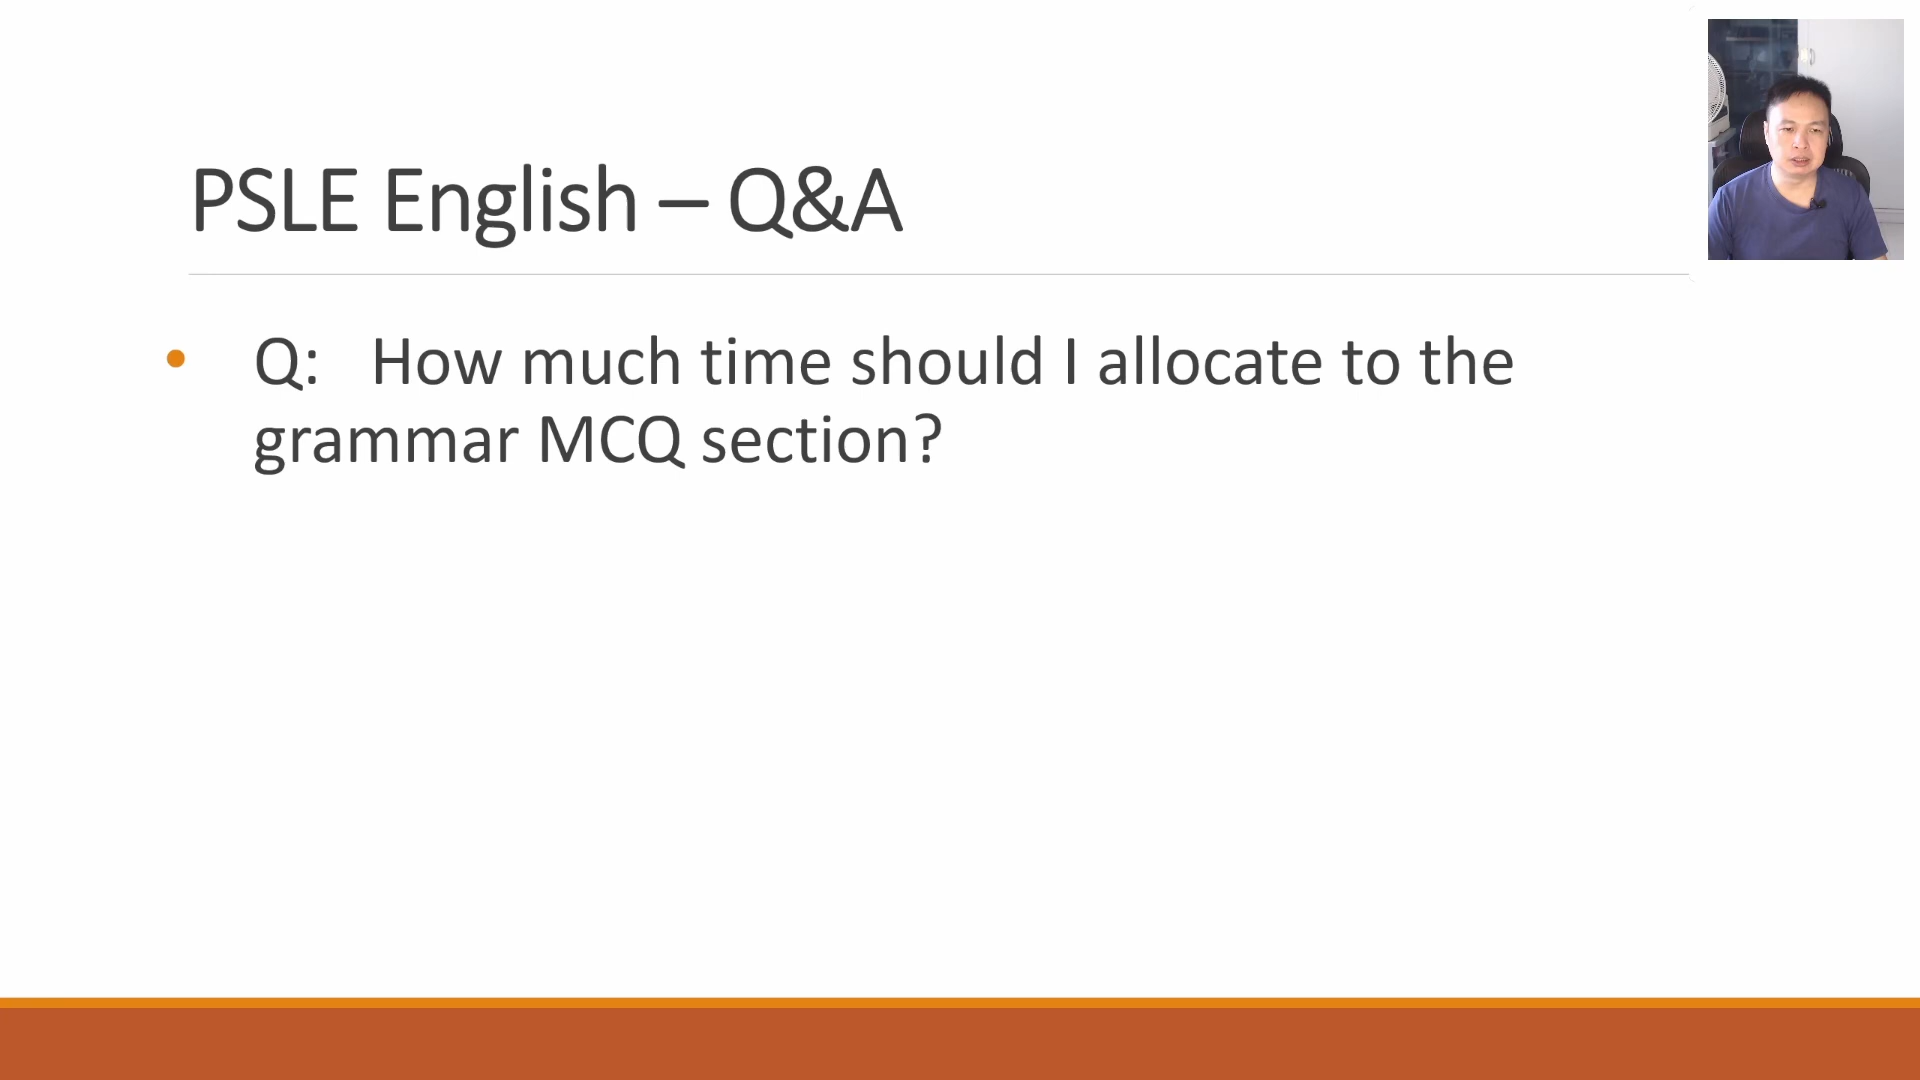 PSLE English – Q&A
• Q: How much time should I allocate to the
grammar MCQ section?